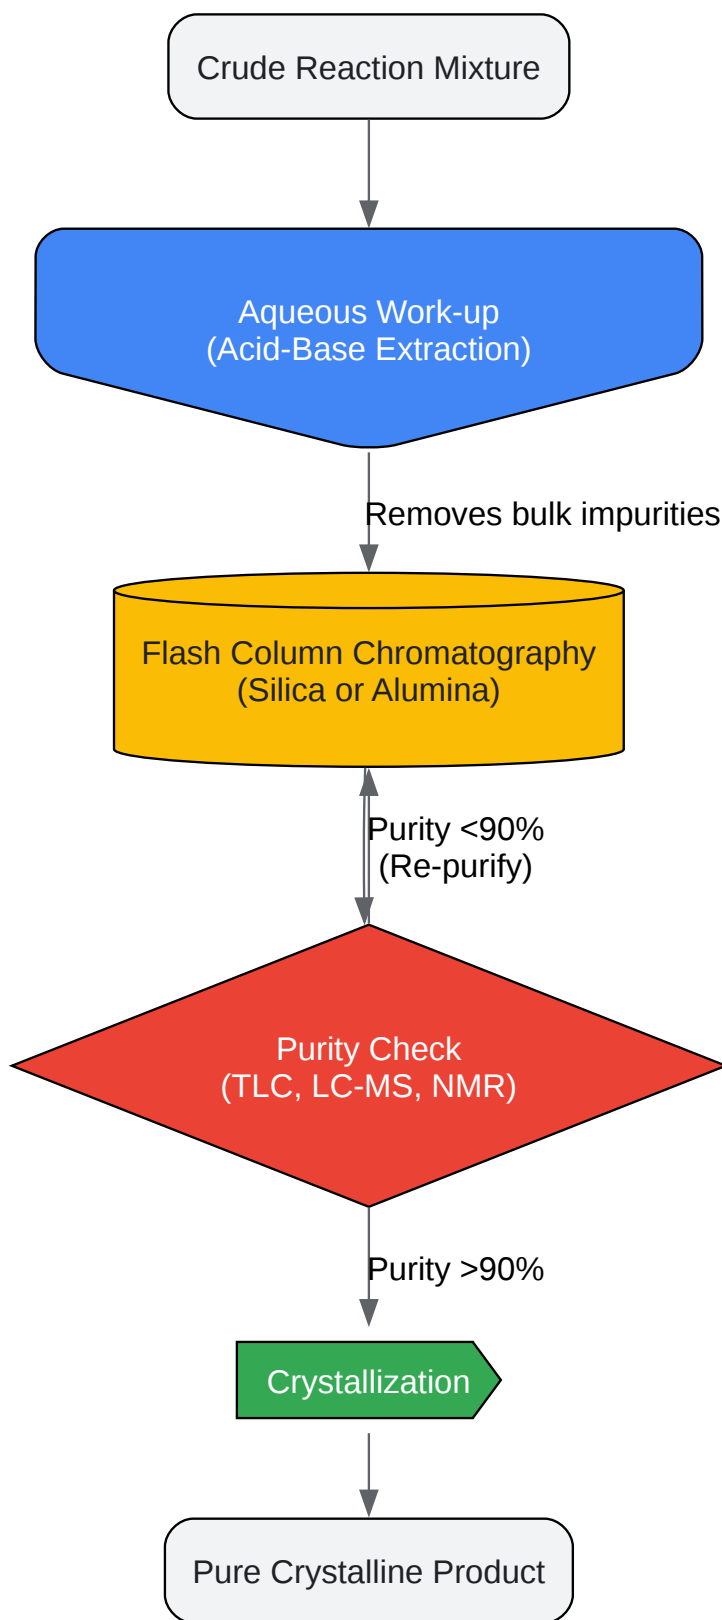 Crude Reaction Mixture
Aqueous Work-up
(Acid-Base Extraction)
Removes bulk impurities
Flash Column Chromatography
(Silica or Alumina)
Purity <90%
(Re-purify)
Purity Check
(TLC, LC-MS, NMR)
Purity >90%
Crystallization
Pure Crystalline Product